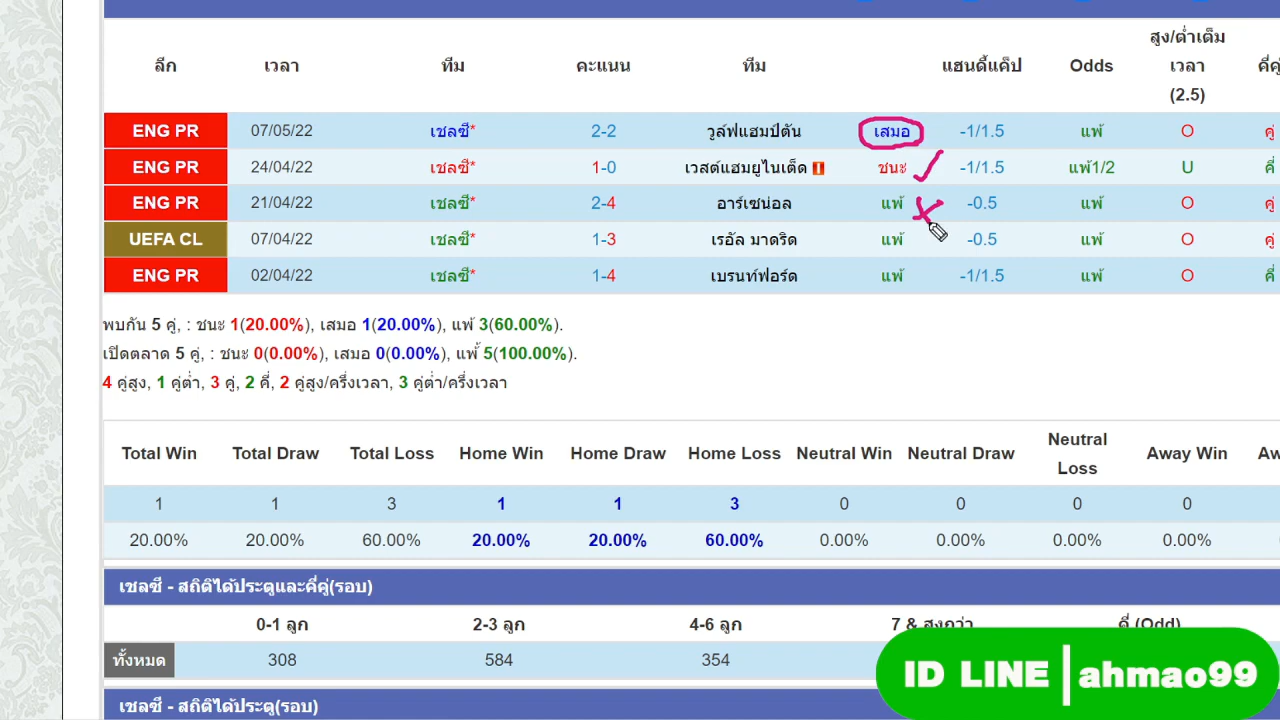 ลีก เวลา ทีม คะแนน ทีม แฮนดี้แค็ป Odds สูง/ต่ำเต็มเวลา (2.5)
ENG PR 07/05/22 เชลซี* 2-2 วูล์ฟแฮมป์ตัน เสมอ -1/1.5 แพ้ O คู่
ENG PR 24/04/22 เชลซี* 1-0 เวสต์แฮมยูไนเต็ด 1 ชนะ -1/1.5 แพ้1/2 U คี่
ENG PR 21/04/22 เชลซี* 2-4 อาร์เซน่อล แพ้ -0.5 แพ้ O คู่
UEFA CL 07/04/22 เชลซี* 1-3 เรอัล มาดริด แพ้ -0.5 แพ้ O คู่
ENG PR 02/04/22 เชลซี* 1-4 เบรนท์ฟอร์ด แพ้ -1/1.5 แพ้ O คี่
พบกัน 5 คู่, : ชนะ 1(20.00%), เสมอ 1(20.00%), แพ้ 3(60.00%).
เปิดตลาด 5 คู่, : ชนะ 0(0.00%), เสมอ 0(0.00%), แพ้ 5(100.00%).
4 คู่สูง, 1 คู่ต่ำ, 3 คู่, 2 คี่, 2 คู่สูง/ครึ่งเวลา, 3 คู่ต่ำ/ครึ่งเวลา
Total Win Total Draw Total Loss Home Win Home Draw Home Loss Neutral Win Neutral Draw Neutral Loss Away Win
1 1 3 1 1 3 0 0 0 0
20.00% 20.00% 60.00% 20.00% 20.00% 60.00% 0.00% 0.00% 0.00% 0.00%
เชลซี - สถิติได้ประตูและคี่คู่(รอบ)
0-1 ลูก 2-3 ลูก 4-6 ลูก 7 & สูงกว่า คี่ (Odd)
ทั้งหมด 308 584 354
ID LINE ahmao99
เชลซี - สถิติได้ประตู(รอบ)